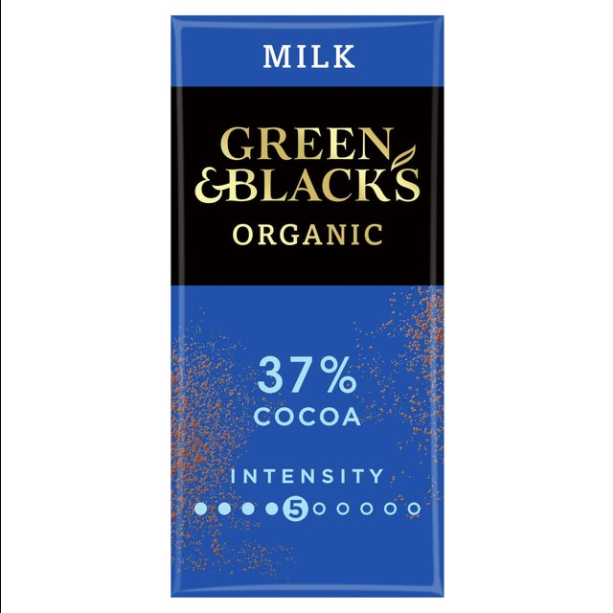 MILK
GREEN
&BLACK'S
ORGANIC
37%
COCOA
INTENSITY
5